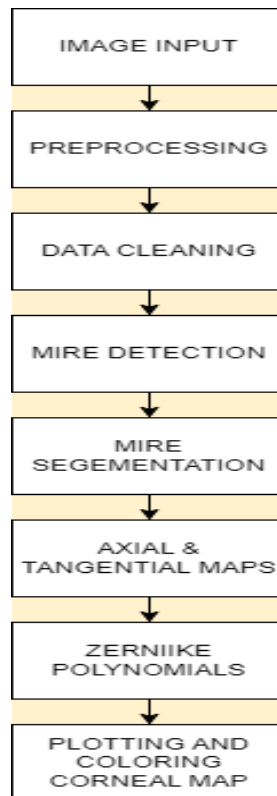 IMAGE INPUT
PREPROCESSING
DATA CLEANING
MIRE DETECTION
MIRE
SEGEMENTATION
AXIAL &
TANGENTIAL MAPS
ZERNIIKE
POLYNOMIALS
PLOTTING AND
COLORING
CORNEAL MAP